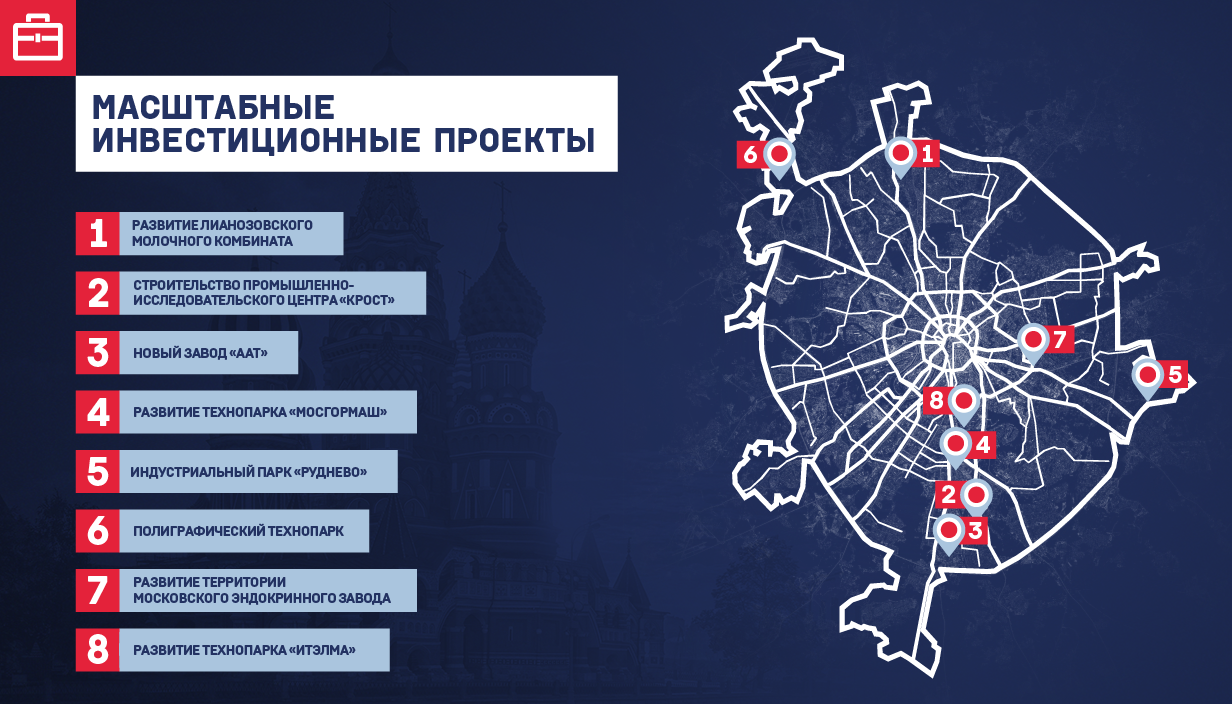 МАСШТАБНЫЕ
ИНВЕСТИЦИОННЫЕ ПРОЕКТЫ
1
РАЗВИТИЕ ЛИАНОЗОВСКОГО
МОЛОЧНОГО КОМБИНАТА
2
СТРОИТЕЛЬСТВО ПРОМЫШЛЕННО-
ИССЛЕДОВАТЕЛЬСКОГО ЦЕНТРА «КРОСТ»
3
НОВЫЙ ЗАВОД «ААТ»
4
РАЗВИТИЕ ТЕХНОПАРКА «МОСГОРМАШ»
5
ИНДУСТРИАЛЬНЫЙ ПАРК «РУДНЕВО»
6
ПОЛИГРАФИЧЕСКИЙ ТЕХНОПАРК
7
РАЗВИТИЕ ТЕРРИТОРИИ
МОСКОВСКОГО ЭНДОКРИННОГО ЗАВОДА
8
РАЗВИТИЕ ТЕХНОПАРКА «ИТЭЛМА»
6
1
7
5
8
4
2
3